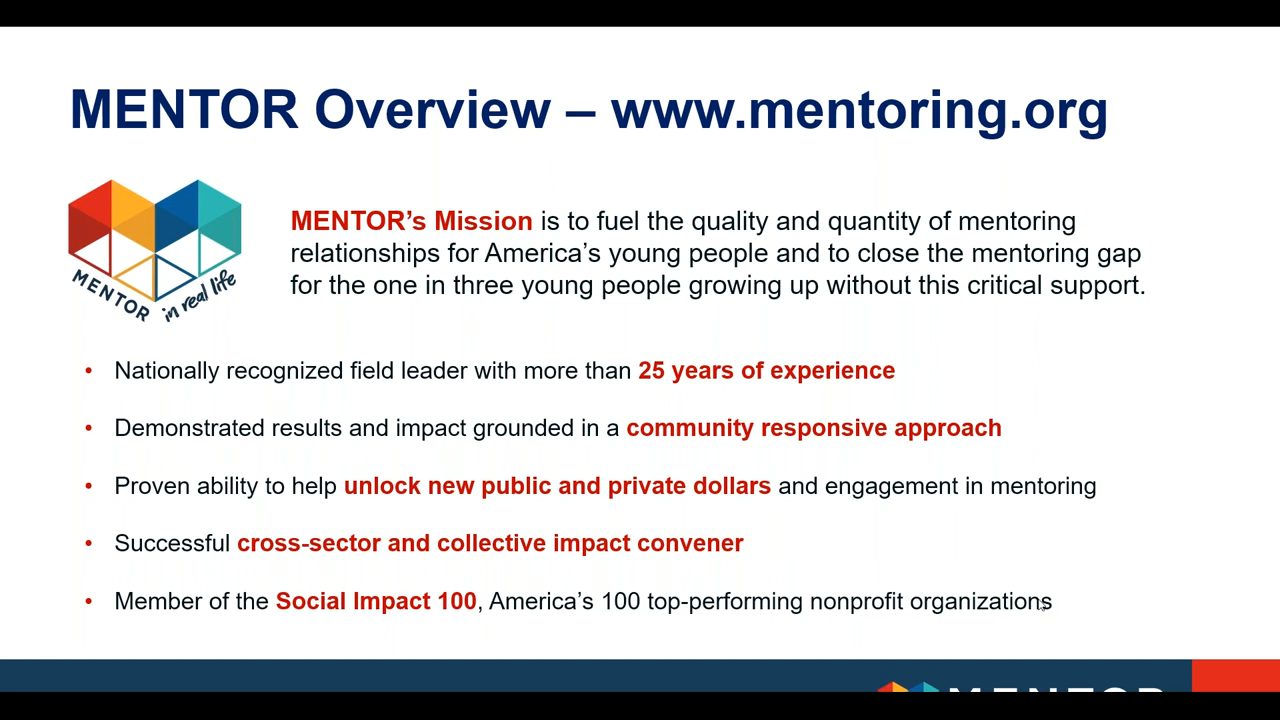 MENTOR Overview – www.mentoring.org
MENTOR's Mission is to fuel the quality and quantity of mentoring
relationships for America's young people and to close the mentoring gap
for the one in three young people growing up without this critical support.
MENTOR in real life
• Nationally recognized field leader with more than 25 years of experience
• Demonstrated results and impact grounded in a community responsive approach
• Proven ability to help unlock new public and private dollars and engagement in mentoring
• Successful cross-sector and collective impact convener
• Member of the Social Impact 100, America's 100 top-performing nonprofit organizations
MENTOR